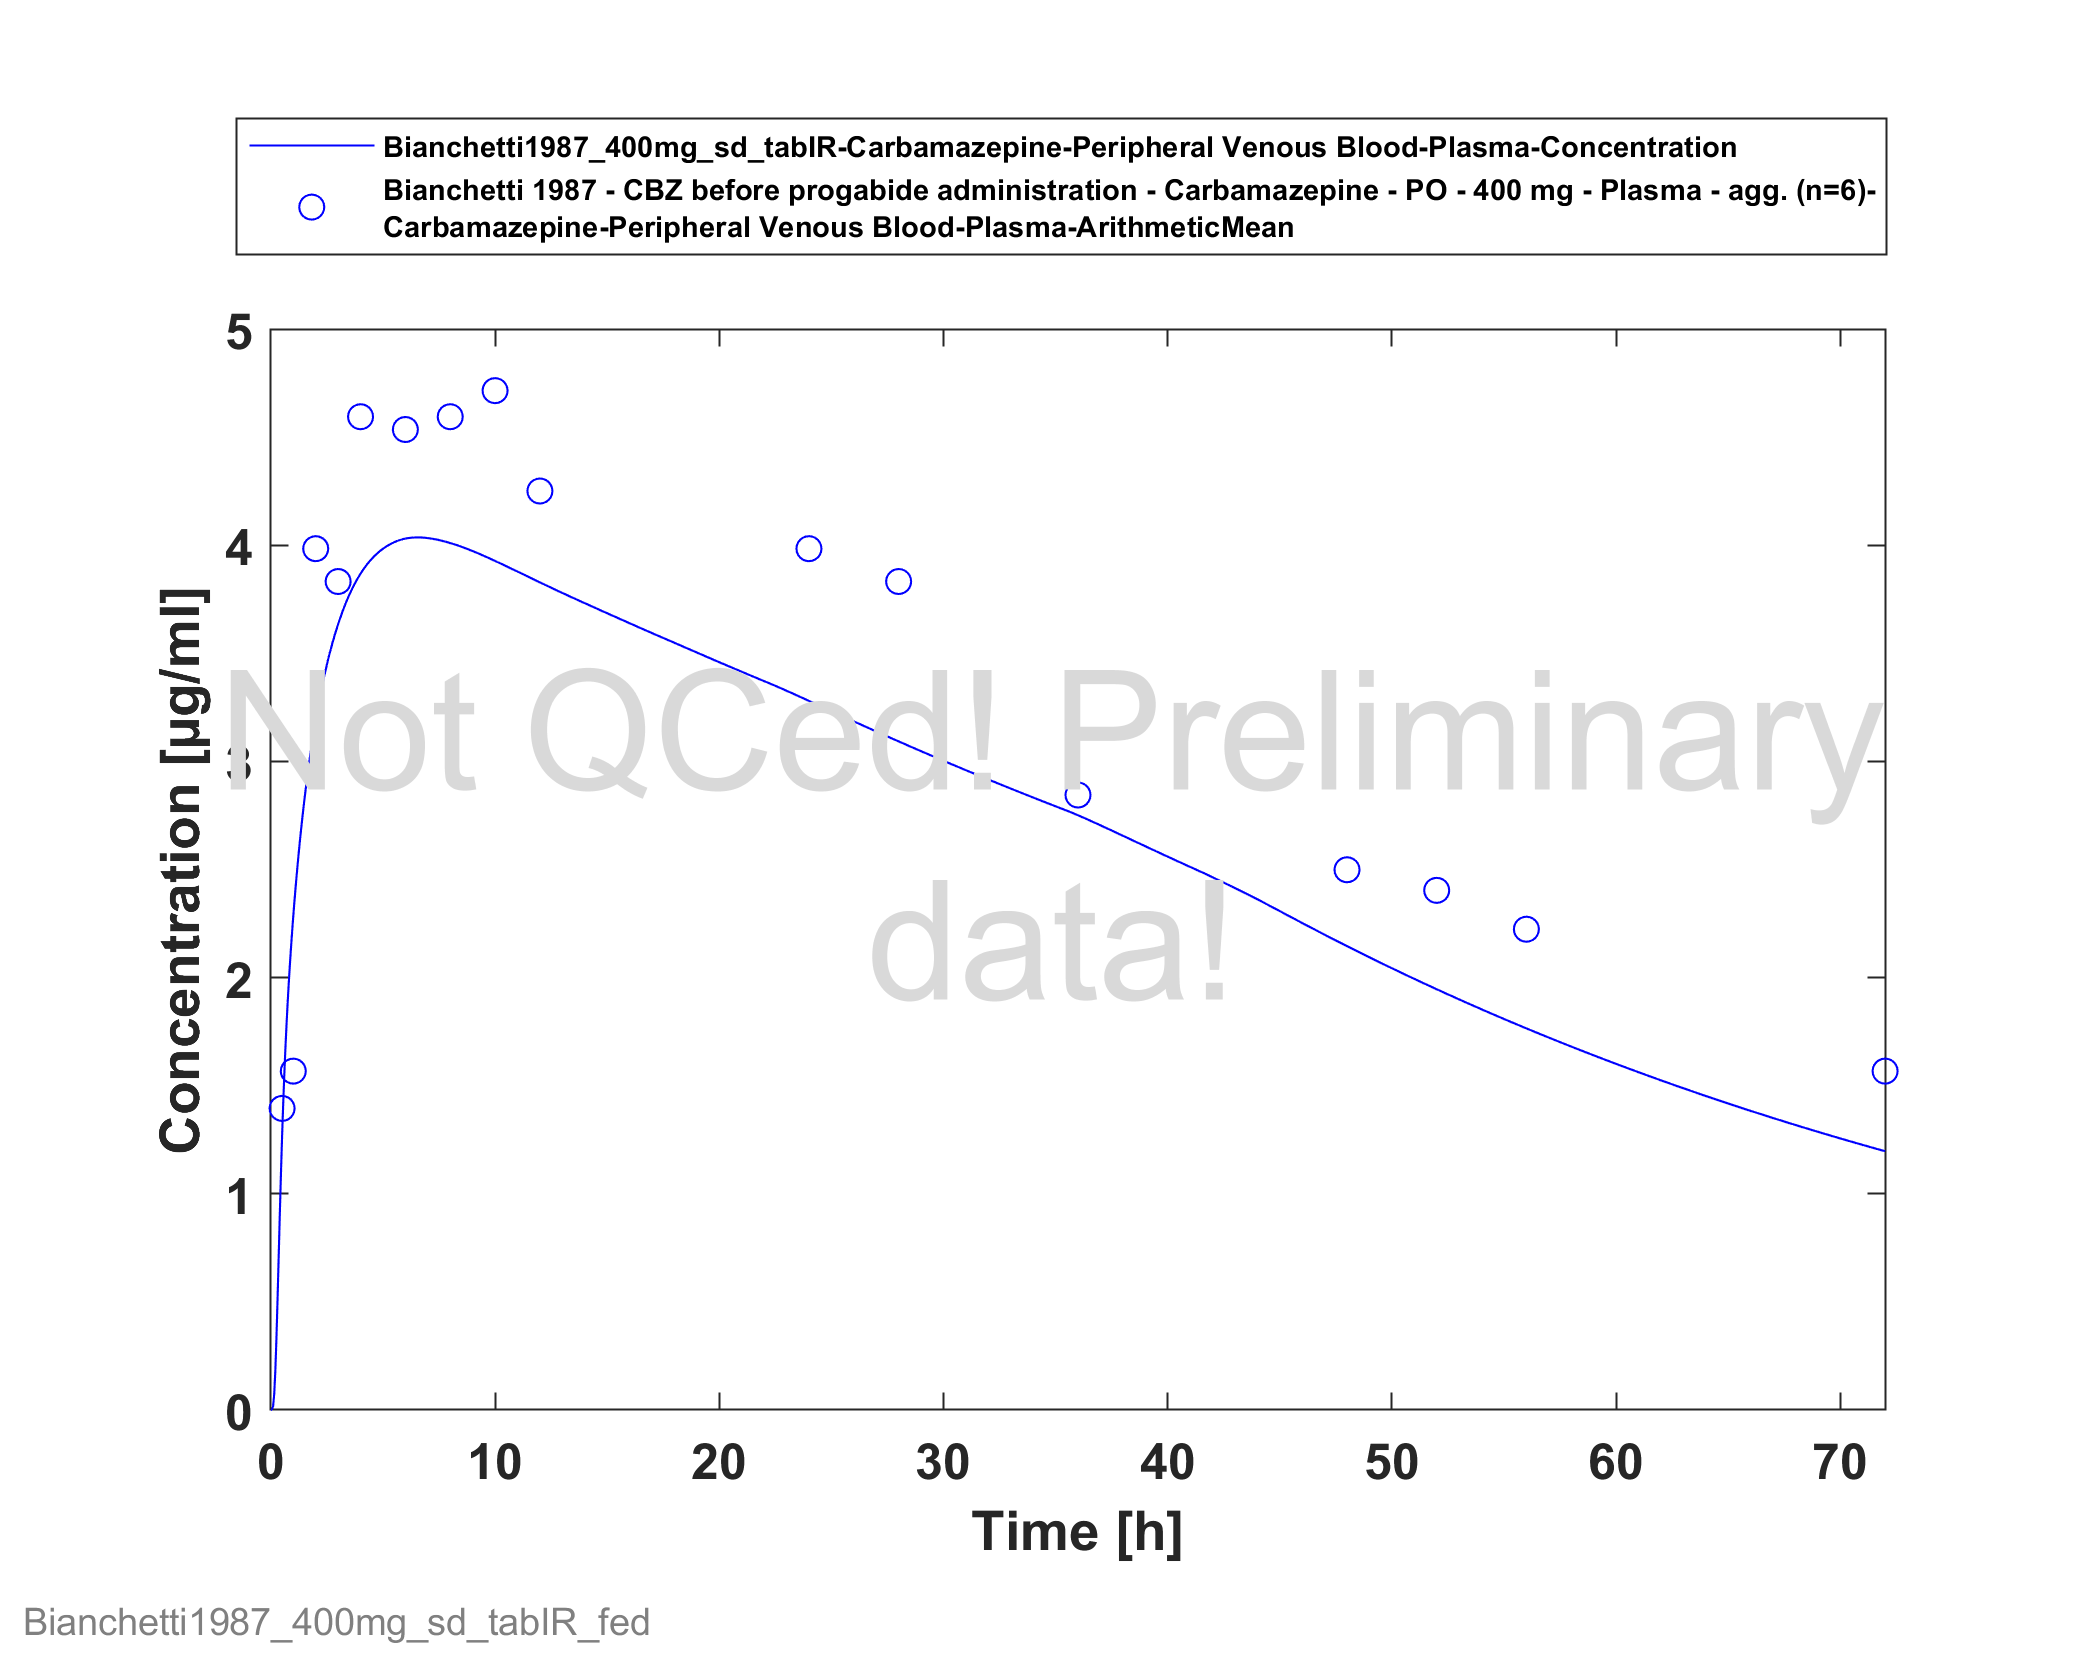 Bianchetti1987_400mg_sd_tabIR-Carbamazepine-Peripheral Venous Blood-Plasma-Concentration
Bianchetti 1987 - CBZ before progabide administration - Carbamazepine - PO - 400 mg - Plasma - agg. (n=6)-
Carbamazepine-Peripheral Venous Blood-Plasma-ArithmeticMean
5
4
3
2
1
0
Concentration [µg/ml]
Not QCed! Preliminary
data!
0 10 20 30 40 50 60 70
Time [h]
Bianchetti1987_400mg_sd_tabIR_fed